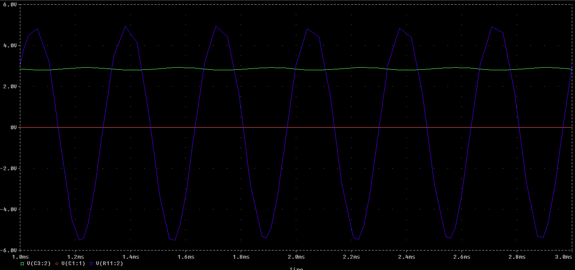 6.0V
4.0V
2.0V
0V
-2.0V
-4.0V
-6.0V
1.0ms 1.2ms 1.4ms 1.6ms 1.8ms 2.0ms 2.2ms 2.4ms 2.6ms 2.8ms 3.0ms
V(C3:2) V(C1:1) V(R11:2)
Time